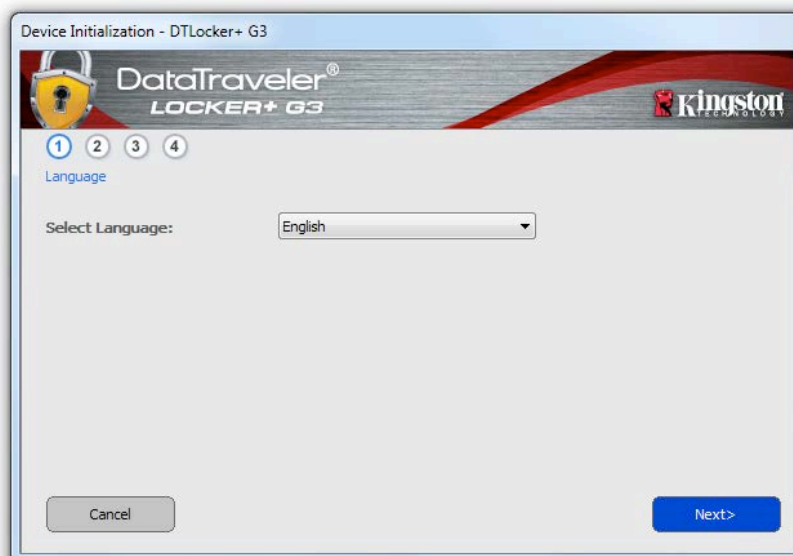 Device Initialization - DTLocker+ G3
DataTraveler®
LOCKER+ G3
Kingston
TECHNOLOGY
1 2 3 4
Language
Select Language:
English
Cancel
Next>